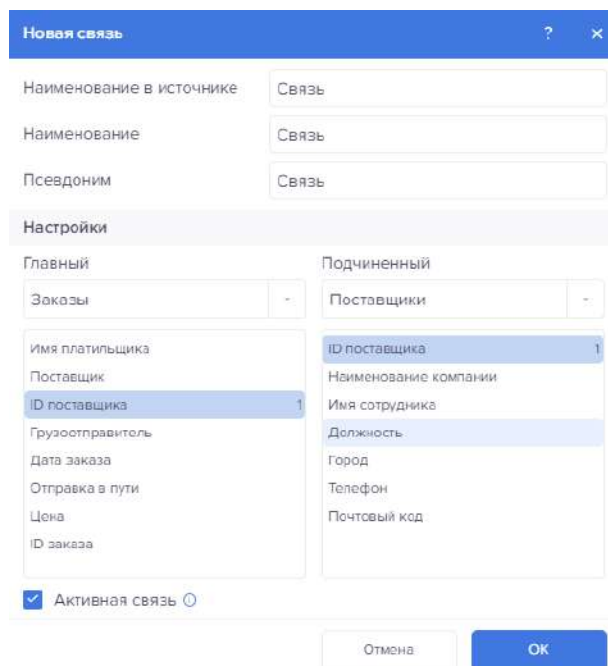 Новая связь ? ×
Наименование в источнике Связь
Наименование Связь
Псевдоним Связь
Настройки
Главный Подчиненный
Заказы Поставщики
Имя плательщика
Поставщик
ID поставщика 1
Грузоотправитель
Дата заказа
Отправка в пути
Цена
ID заказа
ID поставщика 1
Наименование компании
Имя сотрудника
Должность
Город
Телефон
Почтовый код
Активная связь
Отмена ОК